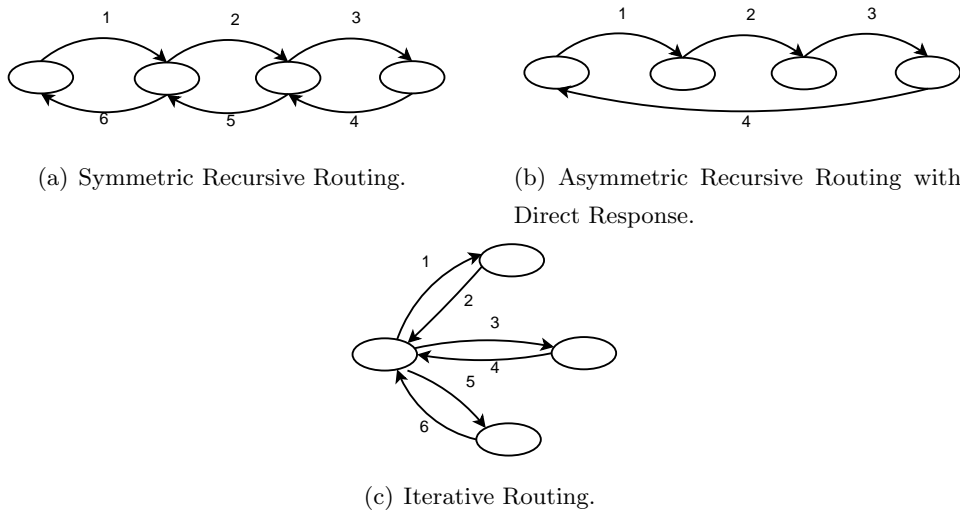 1 2 3
6 5 4
(a) Symmetric Recursive Routing.
1 2 3
4
(b) Asymmetric Recursive Routing with
Direct Response.
1
2
3
4
5
6
(c) Iterative Routing.